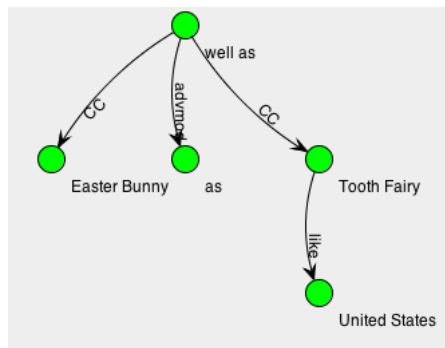 well as
CC
advmod
CC
Easter Bunny
as
Tooth Fairy
like
United States